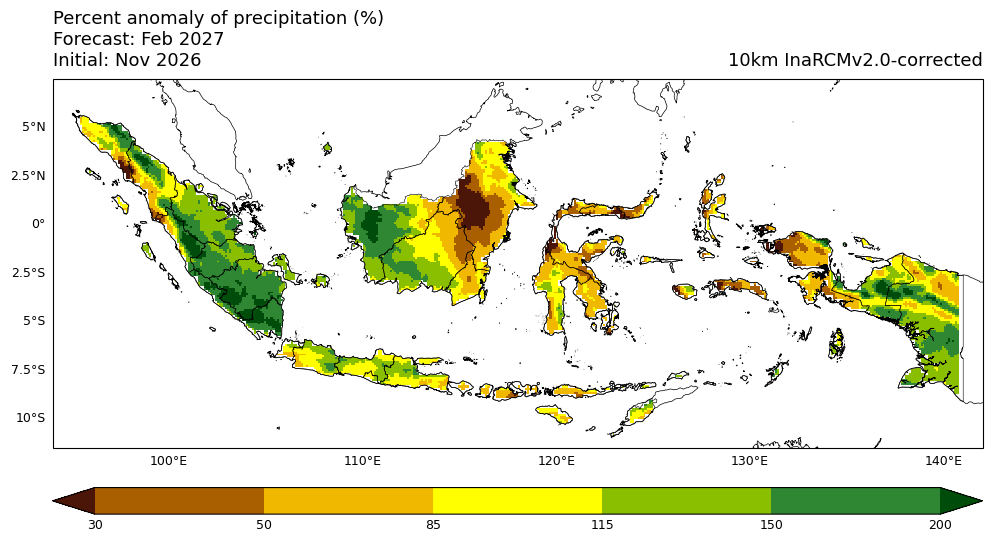 Percent anomaly of precipitation (%)
Forecast: Feb 2027
Initial: Nov 2026
10km InaRCMv2.0-corrected
5°N
2.5°N
0°
2.5°S
5°S
7.5°S
10°S
100°E 110°E 120°E 130°E 140°E
30 50 85 115 150 200